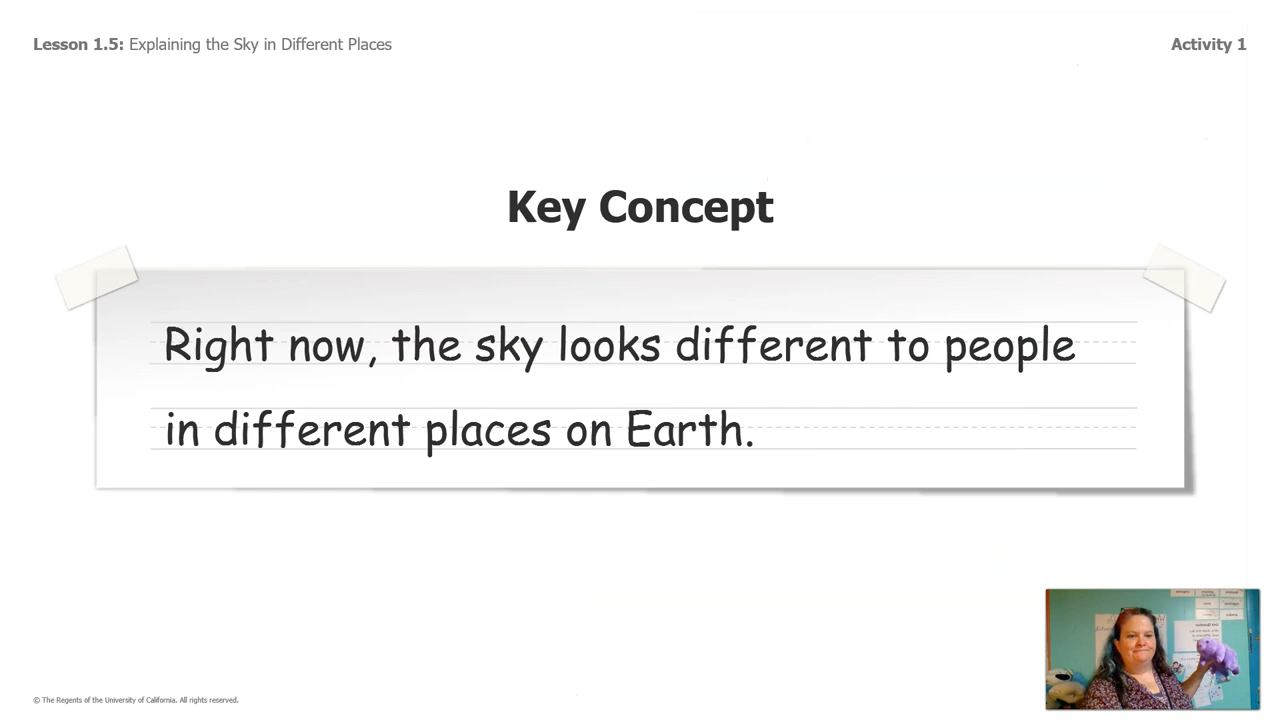 Lesson 1.5: Explaining the Sky in Different Places
Activity 1
Key Concept
Right now, the sky looks different to people
in different places on Earth.
© The Regents of the University of California. All rights reserved.